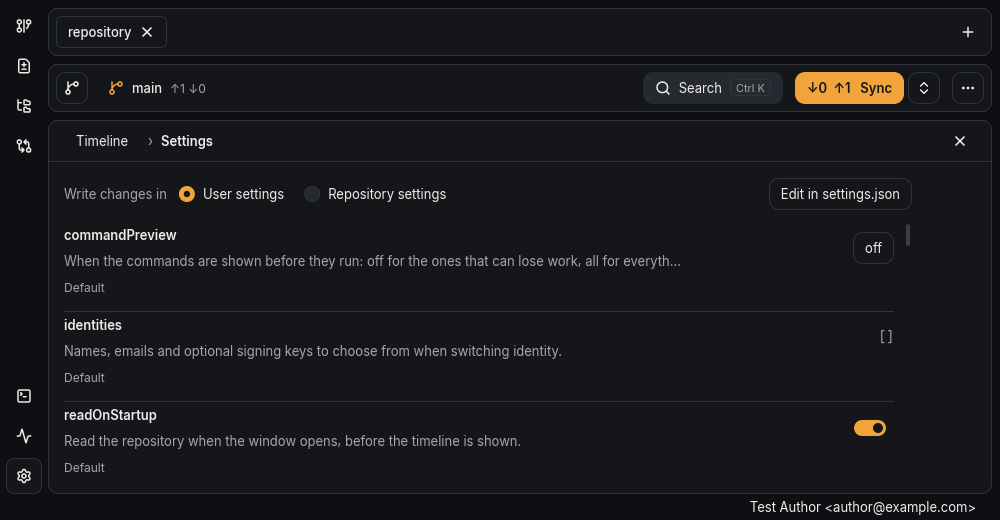 repository
main ↑1 ↓0
Search Ctrl K
↓0 ↑1 Sync
Timeline › Settings
Write changes in User settings Repository settings Edit in settings.json
commandPreview
When the commands are shown before they run: off for the ones that can lose work, all for everyth...
off
Default
identities
Names, emails and optional signing keys to choose from when switching identity.
[ ]
Default
readOnStartup
Read the repository when the window opens, before the timeline is shown.
Default
Test Author <author@example.com>